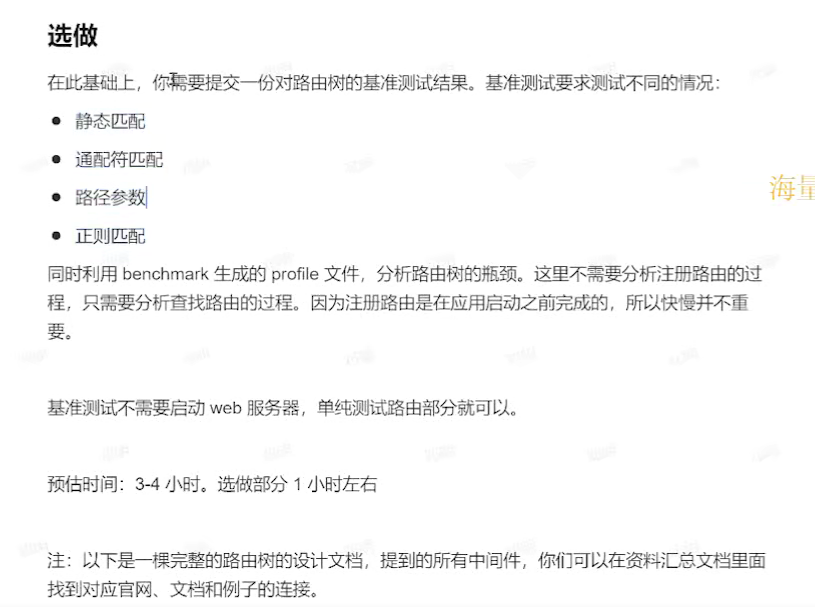 选做
在此基础上，你需要提交一份对路由树的基准测试结果。基准测试要求测试不同的情况：
静态匹配
通配符匹配
路径参数
海量
正则匹配
同时利用 benchmark 生成的 profile 文件，分析路由树的瓶颈。这里不需要分析注册路由的过
程，只需要分析查找路由的过程。因为注册路由是在应用启动之前完成的，所以快慢并不重
要。
基准测试不需要启动 web 服务器，单纯测试路由部分就可以。
预估时间：3-4 小时。选做部分 1 小时左右
注：以下是一棵完整的路由树的设计文档，提到的所有中间件，你们可以在资料汇总文档里面
找到对应官网、文档和例子的连接。